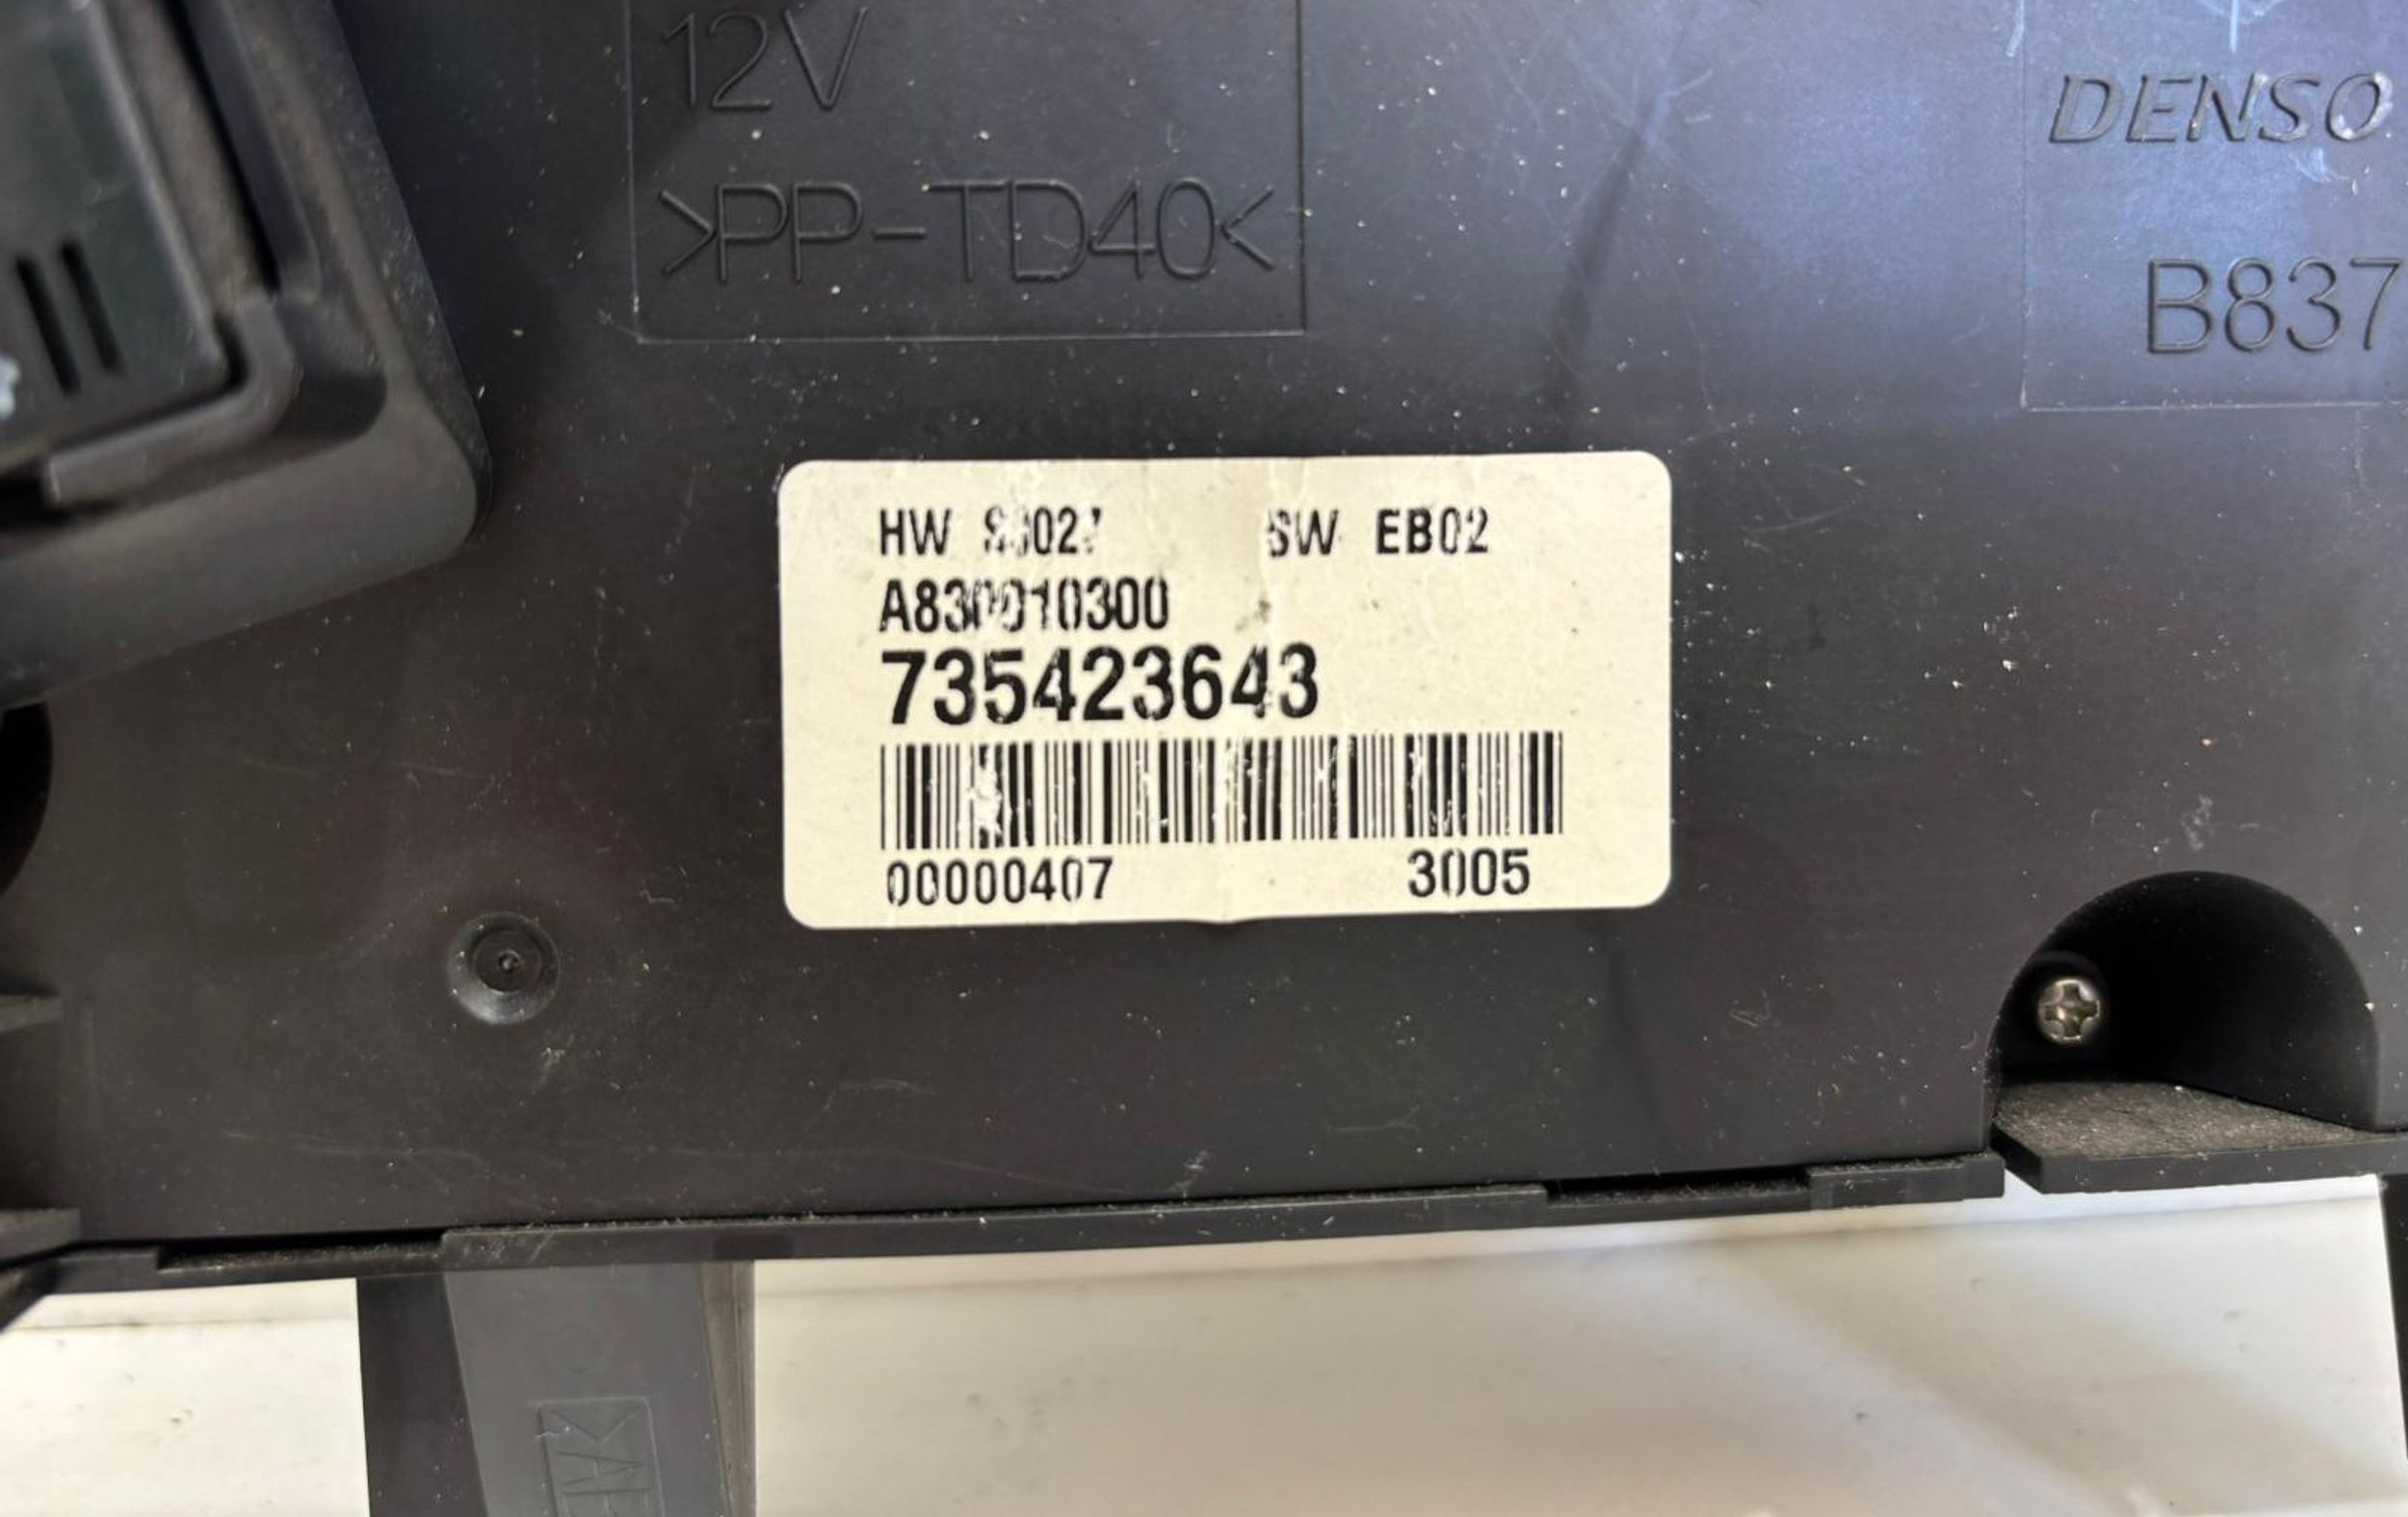 12V
>PP-TD40<
DENSO
B837
HW SW EB02
735423643
00000407 3005